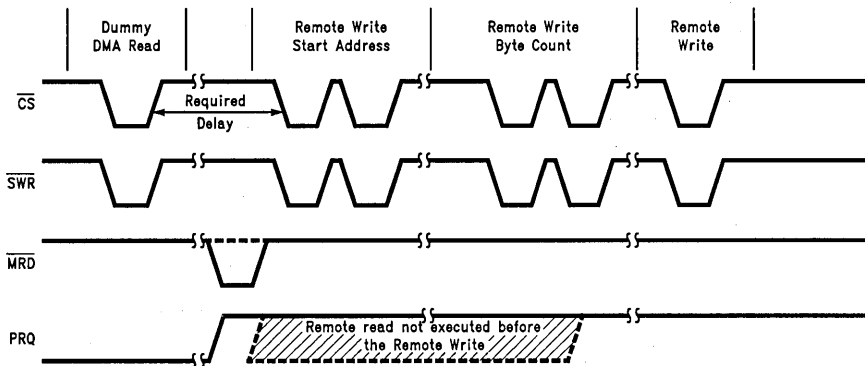 Dummy
DMA Read
Remote Write
Start Address
Remote Write
Byte Count
Remote
Write
CS
Required
Delay
SWR
MRD
PRQ
Remote read not executed before
the Remote Write